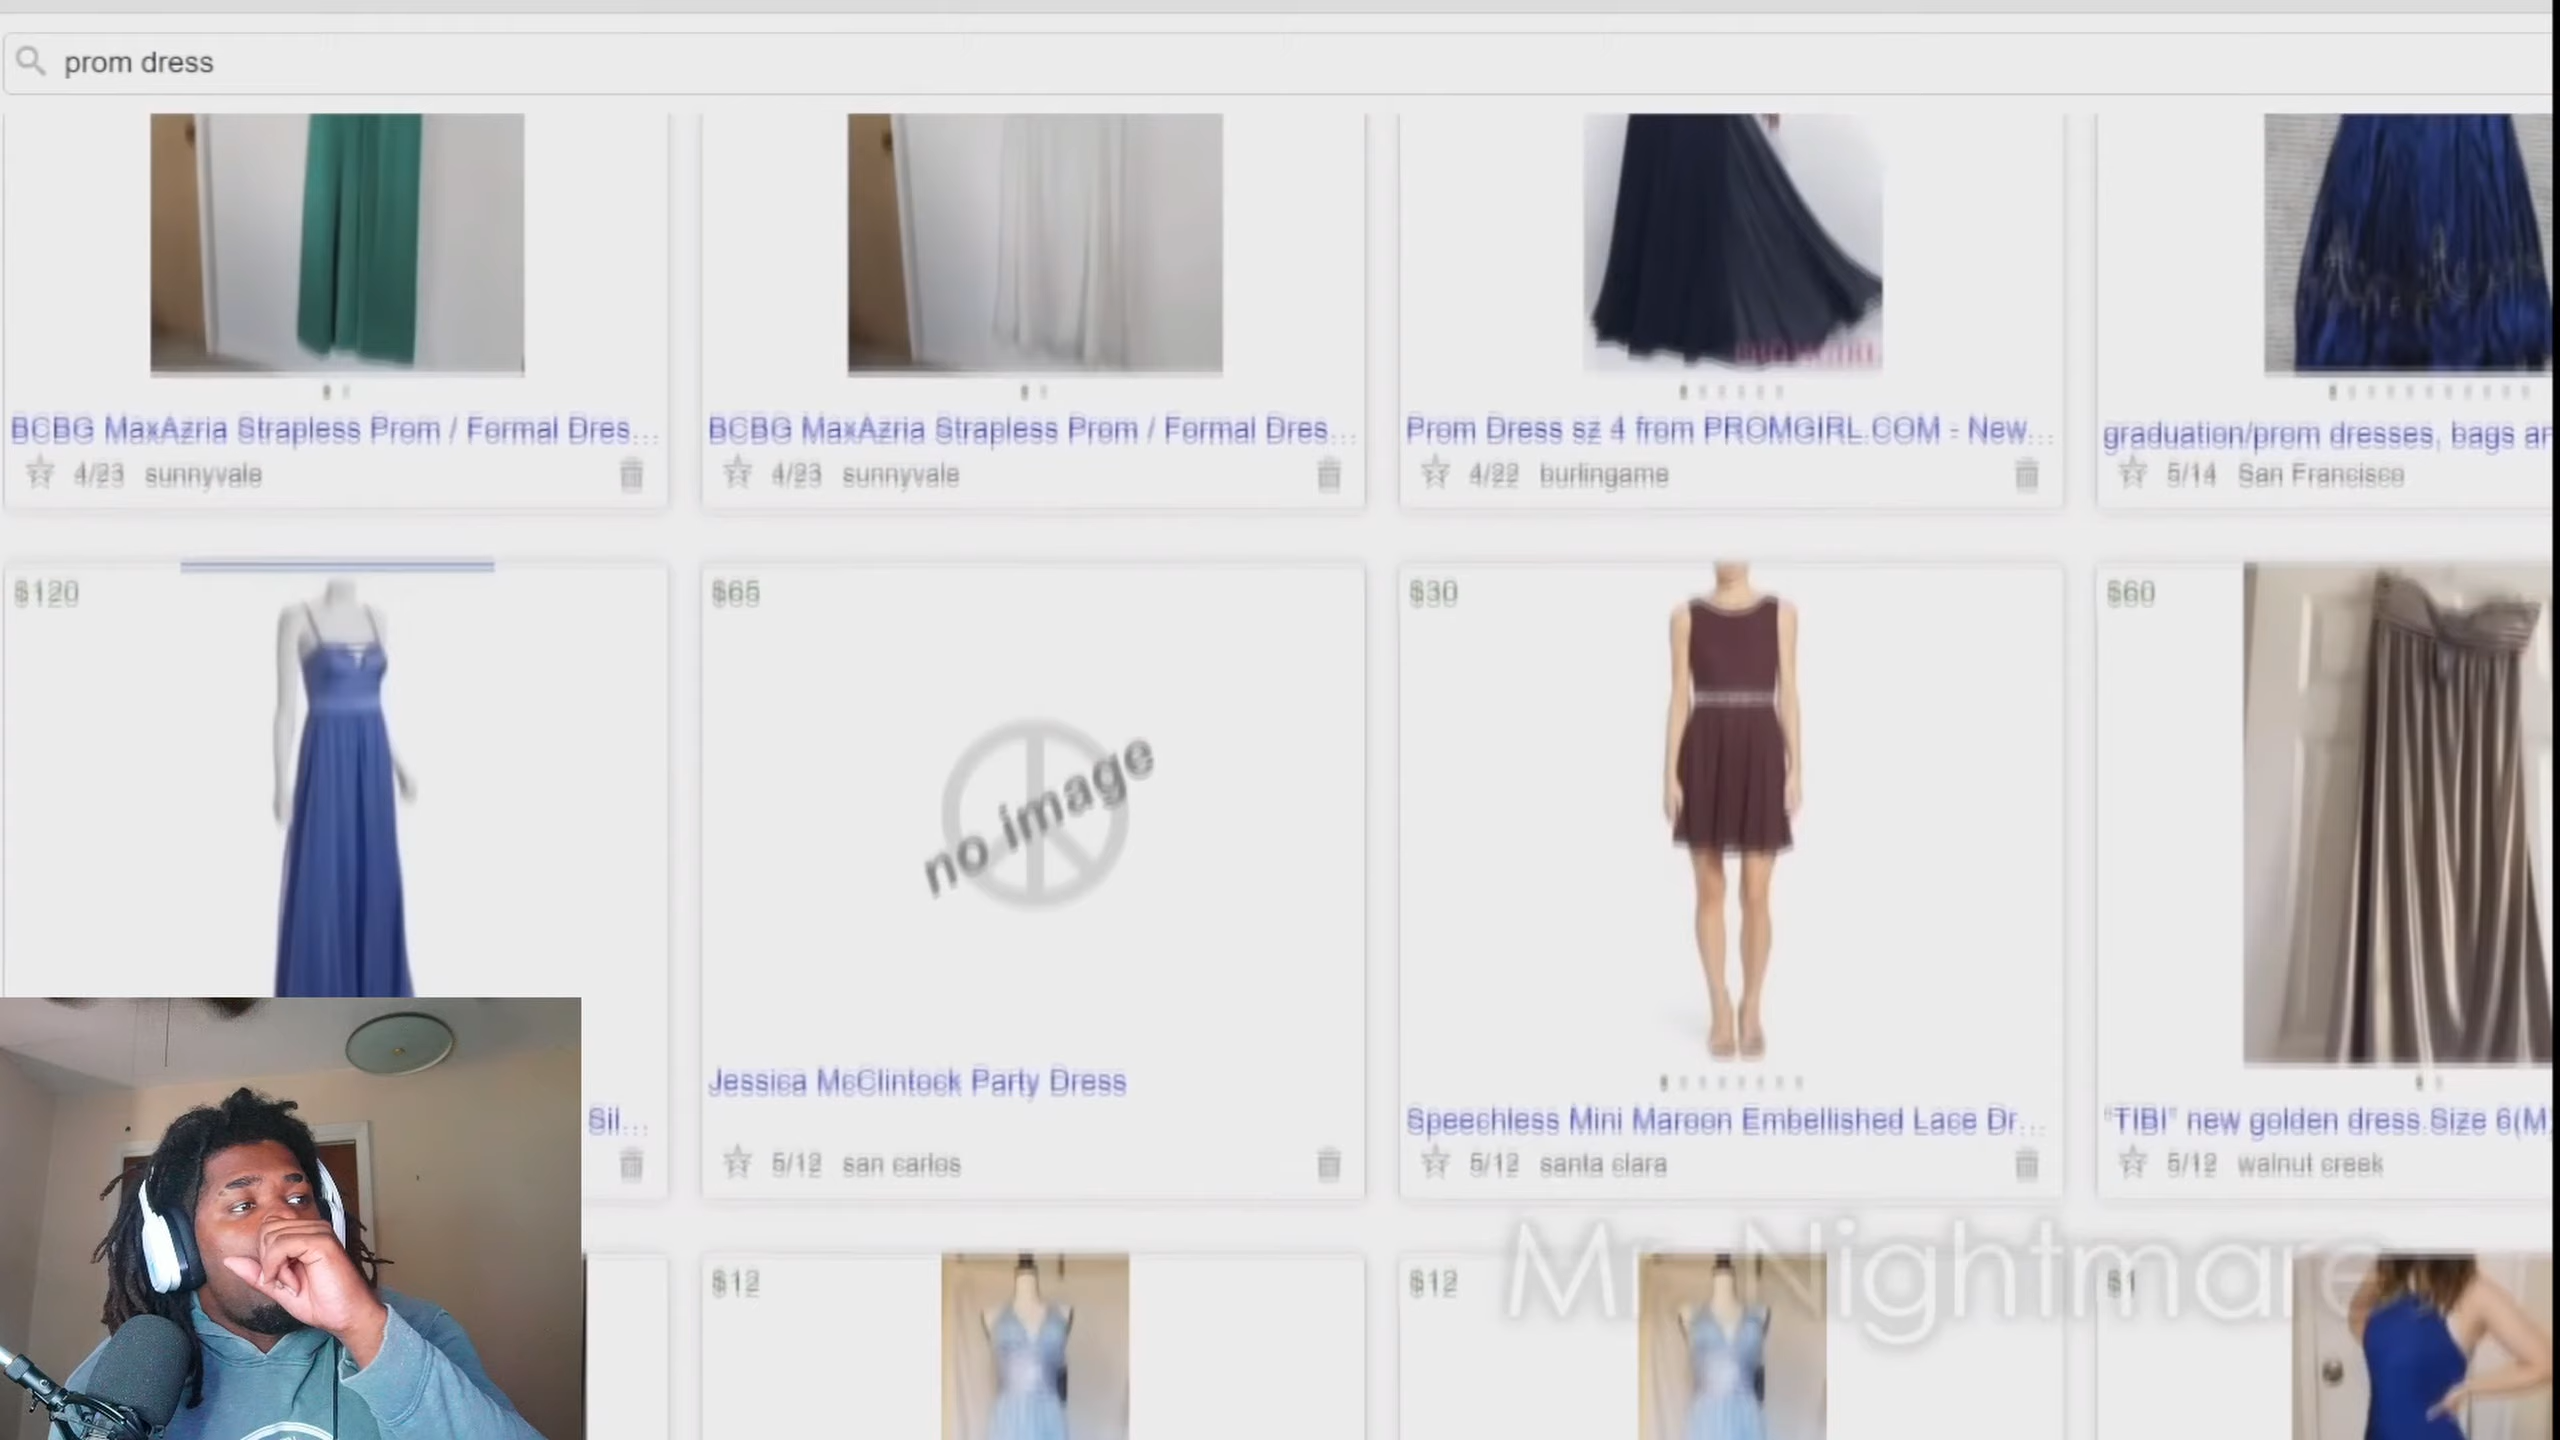 prom dress
BCBG MaxAzria Strapless Prom / Formal Dres...
4/23 sunnyvale
BCBG MaxAzria Strapless Prom / Formal Dres...
4/23 sunnyvale
Prom Dress sz 4 from PROMGIRL.COM - New...
4/22 burlingame
graduation/prom dresses, bags
5/14 San Francisco
$120
Sil...
$65
no image
Jessica McClintock Party Dress
5/12 san carlos
$30
Speechless Mini Maroon Embellished Lace Dr...
5/12 santa clara
$60
"TIBI" new golden dress.Size 6(M
5/12 walnut creek
$12
$12
$1
Mr. Nightmare